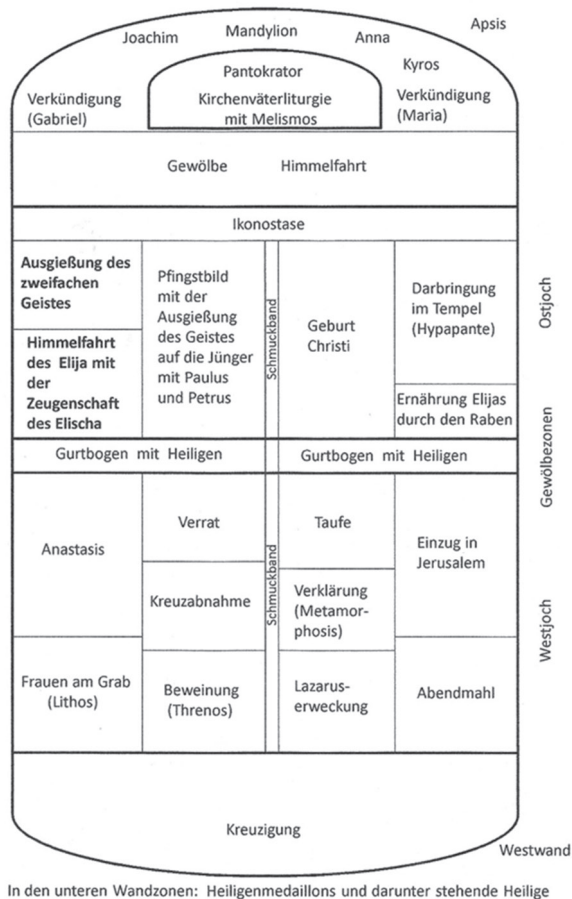 Apsis
Joachim
Mandylion
Anna
Kyros
Pantokrator
Verkündigung
(Gabriel)
Kirchenväterliturgie
mit Melismos
Verkündigung
(Maria)
Gewölbe Himmelfahrt
Ikonostase
Ausgießung des
zweifachen
Geistes
Himmelfahrt
des Elija mit
der
Zeugenschaft
des Elischa
Pfingstbild
mit der
Ausgießung
des Geistes
auf die Jünger
mit Paulus
und Petrus
Schmuckband
Geburt
Christi
Darbringung
im Tempel
(Hypapante)
Ernährung Elijas
durch den Raben
Ostjoch
Gurtbogen mit Heiligen
Gurtbogen mit Heiligen
Gewölbezonen
Anastasis
Frauen am Grab
(Lithos)
Verrat
Kreuzabnahme
Beweinung
(Threnos)
Schmuckband
Taufe
Verklärung
(Metamor-
phosis)
Lazarus-
erweckung
Einzug in
Jerusalem
Abendmahl
Westjoch
Kreuzigung
Westwand
In den unteren Wandzonen: Heiligenmedaillons und darunter stehende Heilige